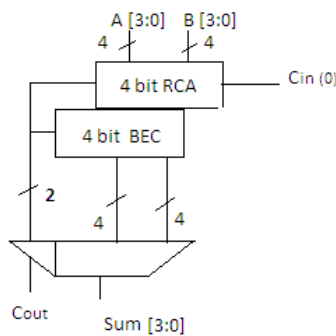 A [3:0] B [3:0]
4 4
4 bit RCA
Cin (0)
4 bit BEC
2
4 4
Cout
Sum [3:0]